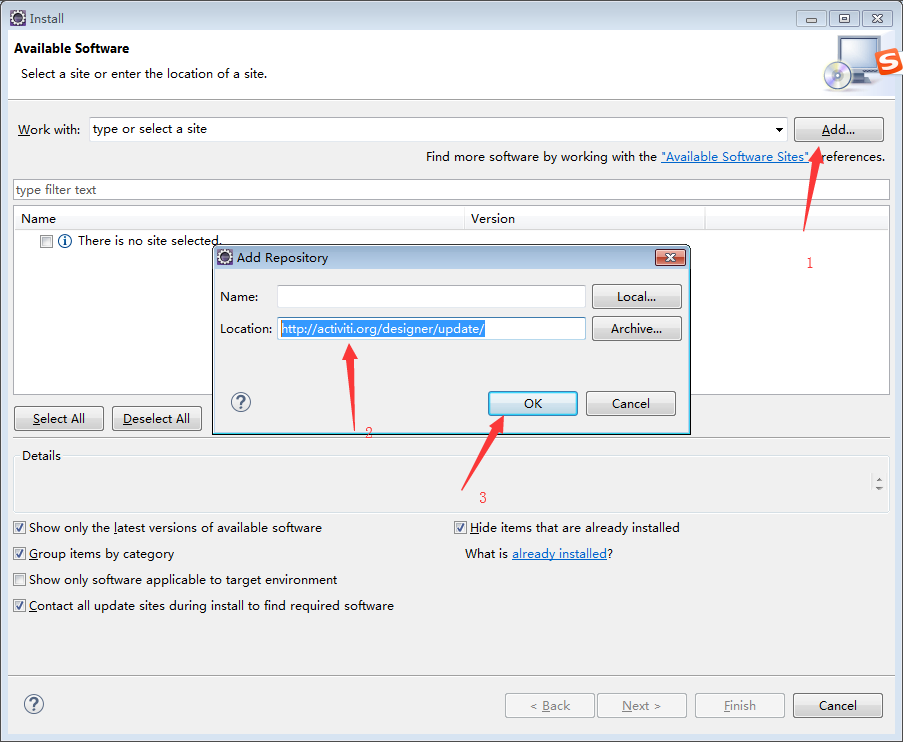 Install
Available Software
Select a site or enter the location of a site.
S
Work with: type or select a site Add...
Find more software by working with the "Available Software Sites" references.
type filter text
Name Version
There is no site selected.
1
Add Repository
Name: Local...
Location: http://activiti.org/designer/update/ Archive...
?
OK Cancel
2
3
Select All Deselect All
Details
Show only the latest versions of available software
Hide items that are already installed
Group items by category
What is already installed?
Show only software applicable to target environment
Contact all update sites during install to find required software
?
< Back Next > Finish Cancel